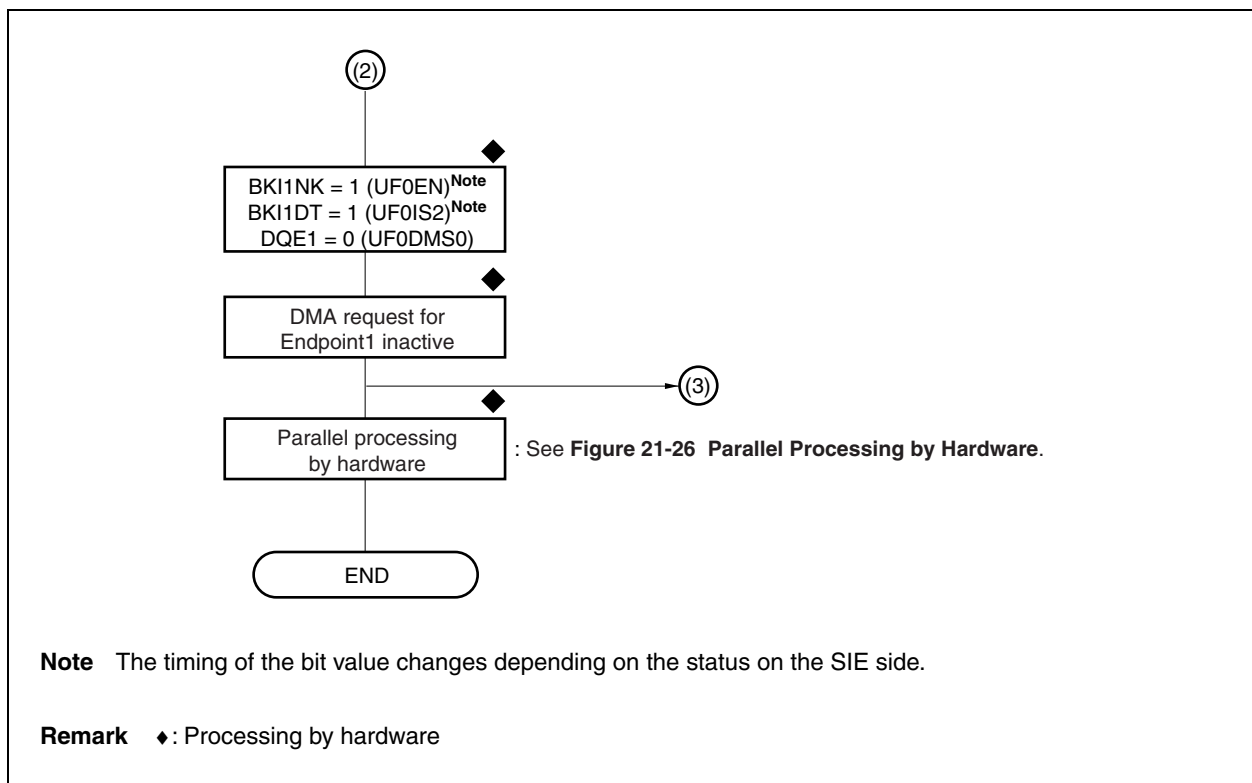 (2)
BKI1NK = 1 (UF0EN)Note
BKI1DT = 1 (UF0IS2)Note
DQE1 = 0 (UF0DMS0)
DMA request for
Endpoint1 inactive
(3)
Parallel processing
by hardware
: See Figure 21-26 Parallel Processing by Hardware.
END
Note The timing of the bit value changes depending on the status on the SIE side.
Remark ♦: Processing by hardware